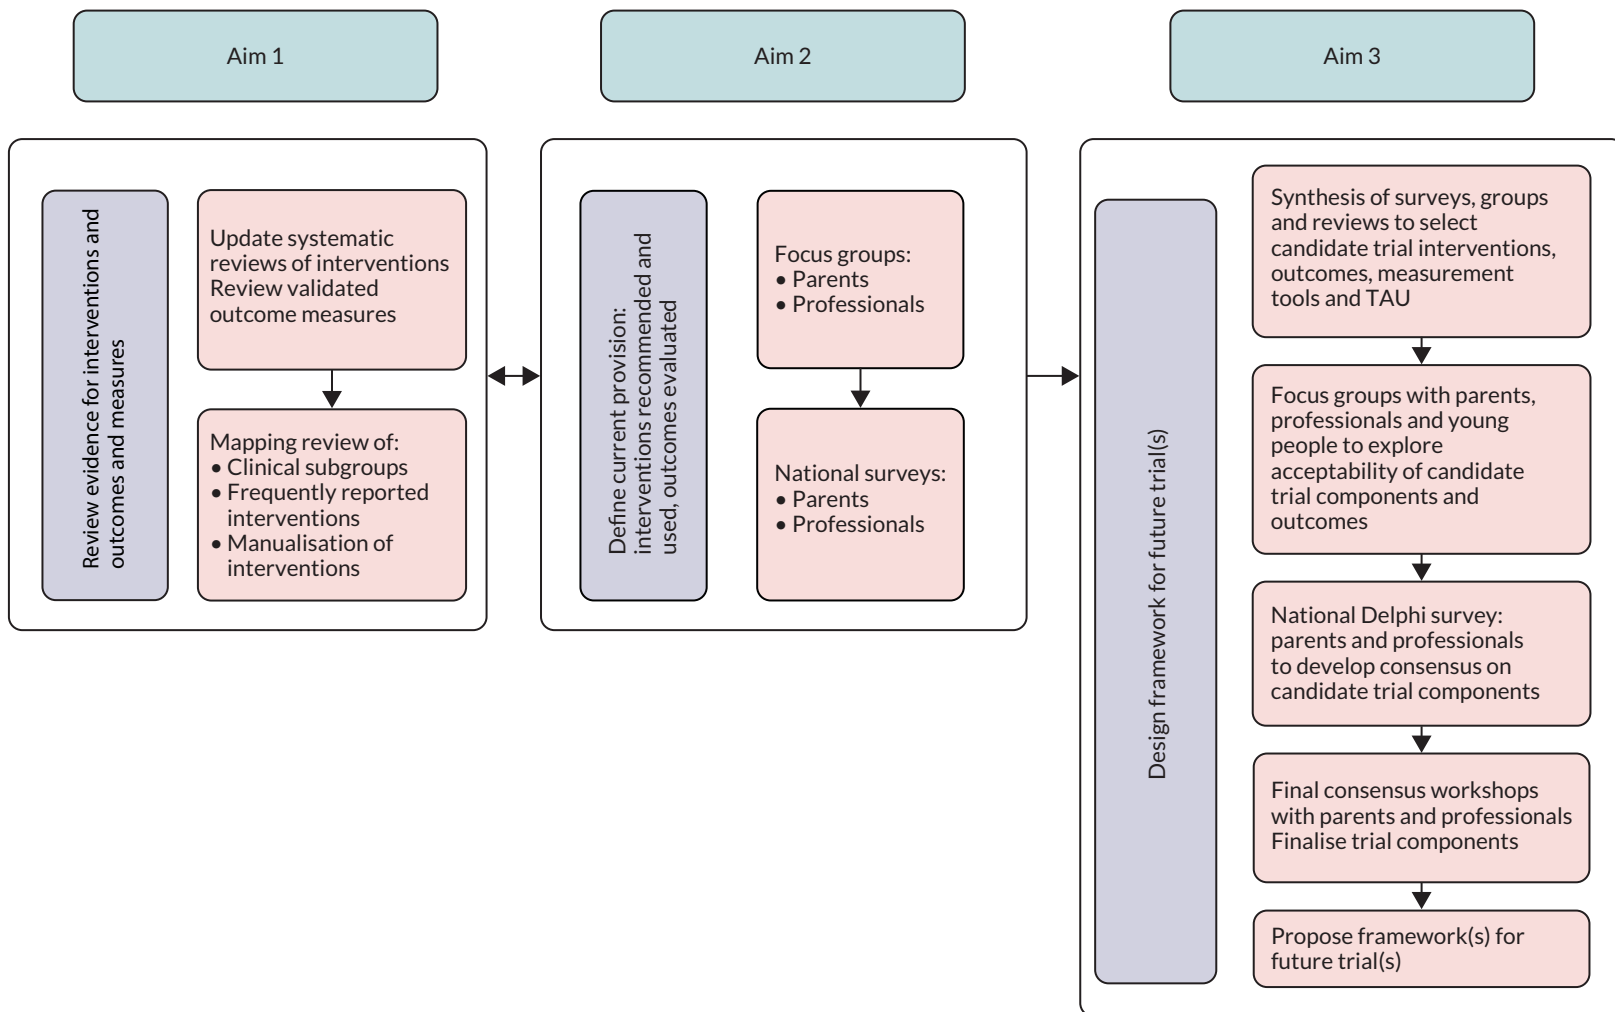 Aim 1
Aim 2
Aim 3
Review evidence for interventions and
outcomes and measures
Update systematic
reviews of interventions
Review validated
outcome measures
Mapping review of:
• Clinical subgroups
• Frequently reported
interventions
• Manualisation of
interventions
Define current provision:
interventions recommended and
used, outcomes evaluated
Focus groups:
• Parents
• Professionals
National surveys:
• Parents
• Professionals
Design framework for future trial(s)
Synthesis of surveys, groups
and reviews to select
candidate trial interventions,
outcomes, measurement
tools and TAU
Focus groups with parents,
professionals and young
people to explore
acceptability of candidate
trial components and
outcomes
National Delphi survey:
parents and professionals
to develop consensus on
candidate trial components
Final consensus workshops
with parents and professionals
Finalise trial components
Propose framework(s) for
future trial(s)